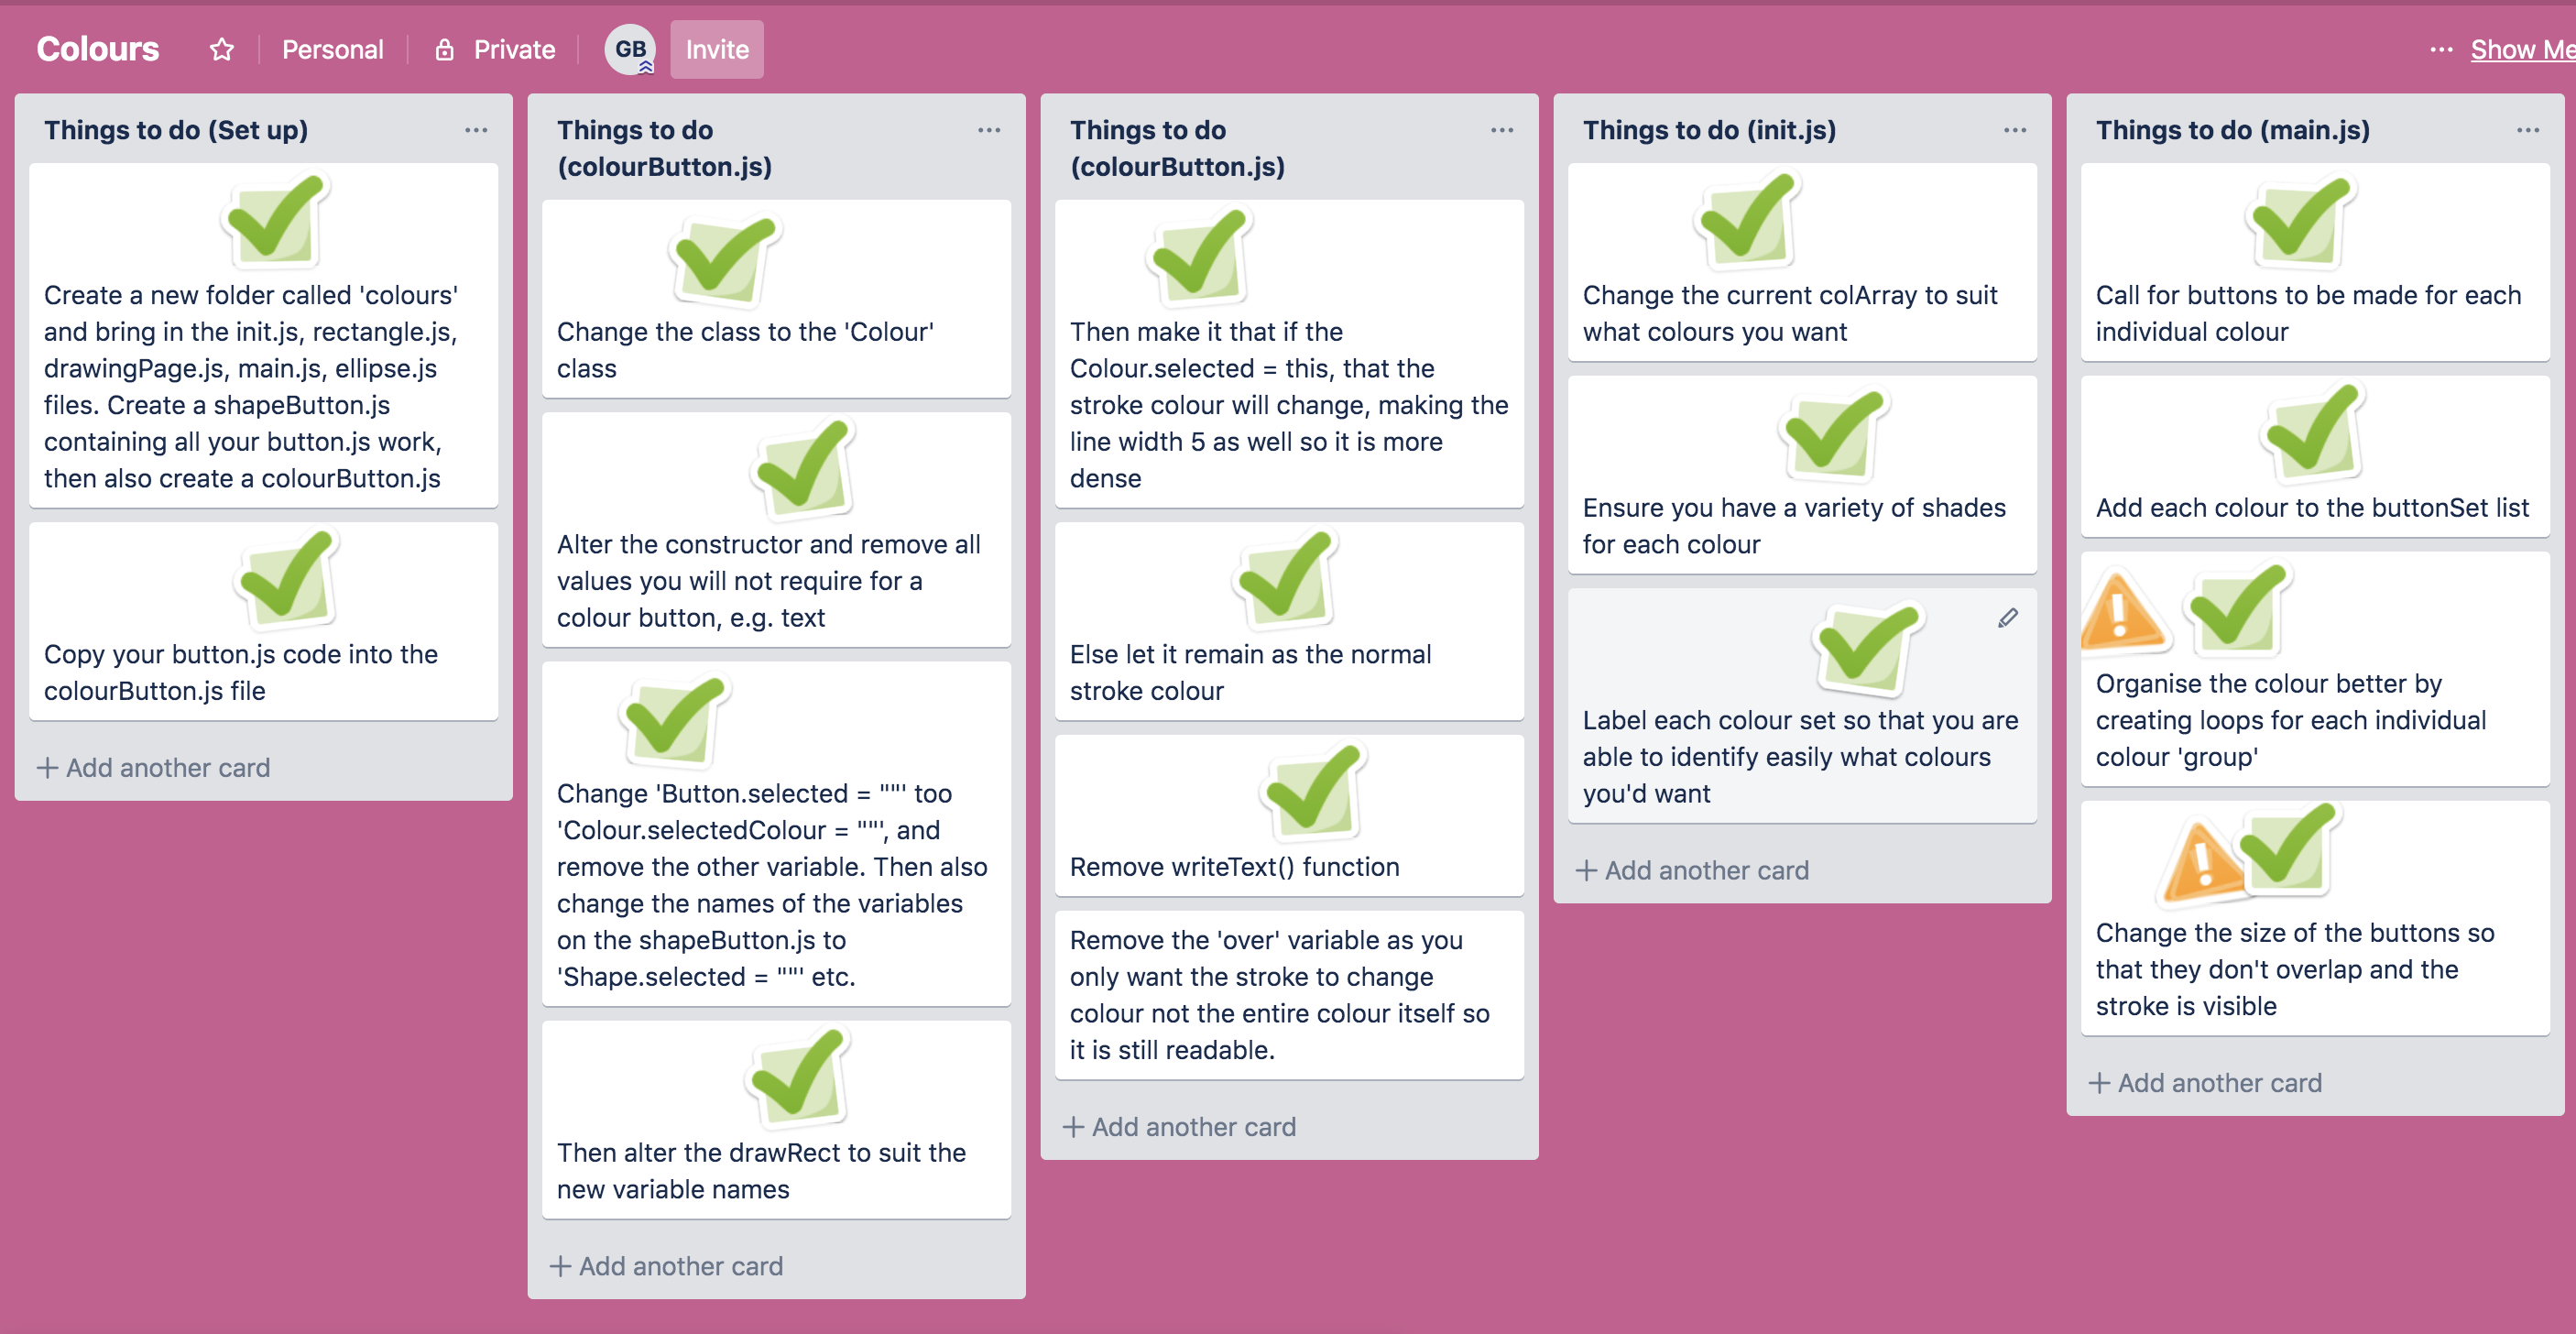 Colours
Personal
Private
GB
Invite
Show Me
Things to do (Set up)
Create a new folder called 'colours'
and bring in the init.js, rectangle.js,
drawingPage.js, main.js, ellipse.js
files. Create a shapeButton.js
containing all your button.js work,
then also create a colourButton.js
Copy your button.js code into the
colourButton.js file
Add another card
Things to do
(colourButton.js)
Change the class to the 'Colour'
class
Alter the constructor and remove all
values you will not require for a
colour button, e.g. text
Change 'Button.selected = ""' too
'Colour.selectedColour = ""', and
remove the other variable. Then also
change the names of the variables
on the shapeButton.js to
'Shape.selected = ""' etc.
Then alter the drawRect to suit the
new variable names
Add another card
Things to do
(colourButton.js)
Then make it that if the
Colour.selected = this, that the
stroke colour will change, making the
line width 5 as well so it is more
dense
Else let it remain as the normal
stroke colour
Remove writeText() function
Remove the 'over' variable as you
only want the stroke to change
colour not the entire colour itself so
it is still readable.
Add another card
Things to do (init.js)
Change the current colArray to suit
what colours you want
Ensure you have a variety of shades
for each colour
Label each colour set so that you are
able to identify easily what colours
you'd want
Add another card
Things to do (main.js)
Call for buttons to be made for each
individual colour
Add each colour to the buttonSet list
Organise the colour better by
creating loops for each individual
colour 'group'
Change the size of the buttons so
that they don't overlap and the
stroke is visible
Add another card